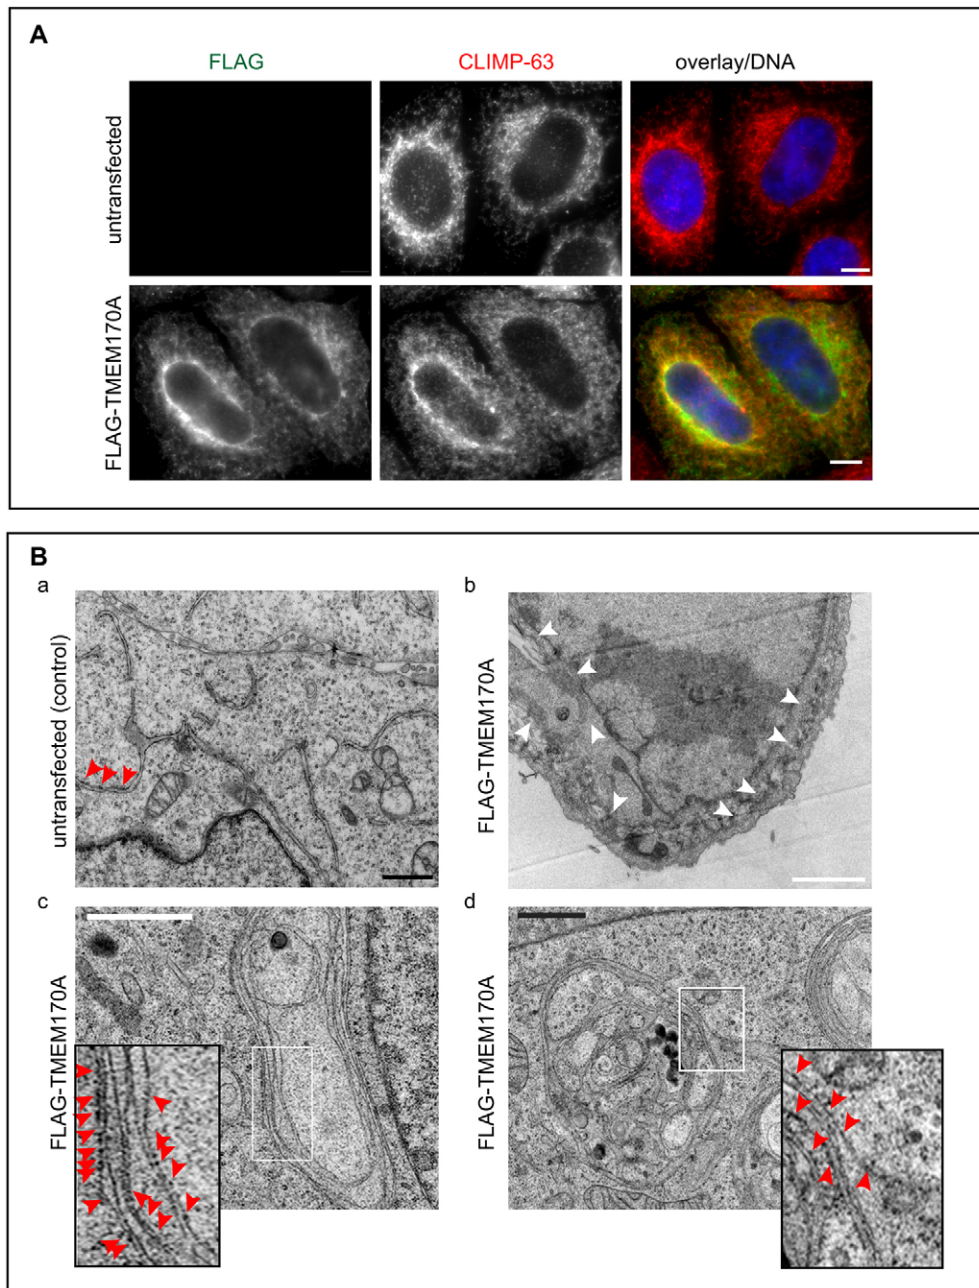 A
FLAG CLIMP-63 overlay/DNA
untransfected
FLAG-TMEM170A
B
a b
untransfected (control)
FLAG-TMEM170A
c d
FLAG-TMEM170A
FLAG-TMEM170A